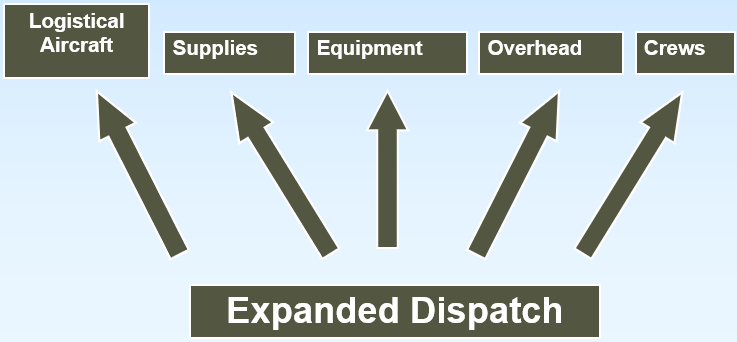 Logistical
Aircraft
Supplies
Equipment
Overhead
Crews
Expanded Dispatch